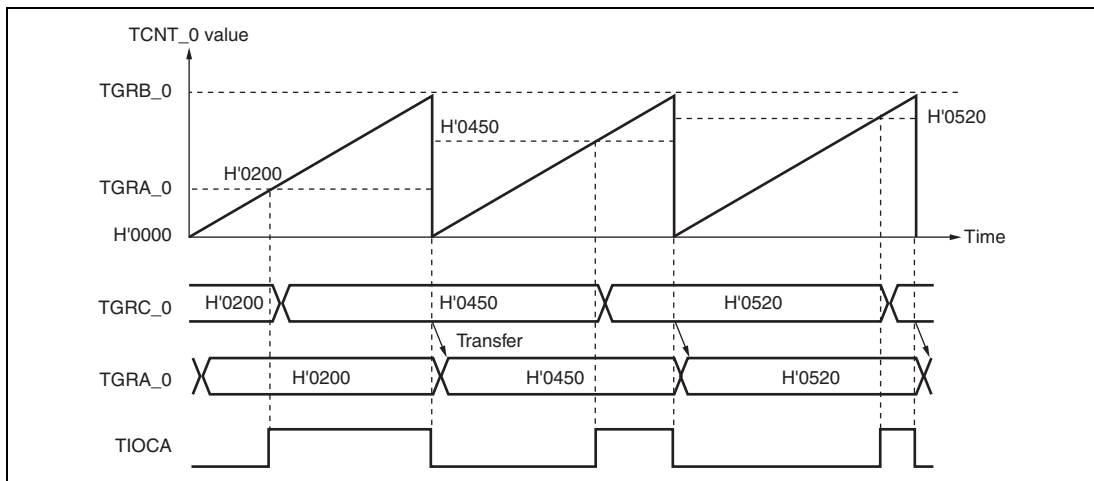 TCNT_0 value
TGRB_0
H'0450
H'0520
H'0200
TGRA_0
H'0000
Time
TGRC_0
H'0200
H'0450
H'0520
Transfer
TGRA_0
H'0200
H'0450
H'0520
TIOCA